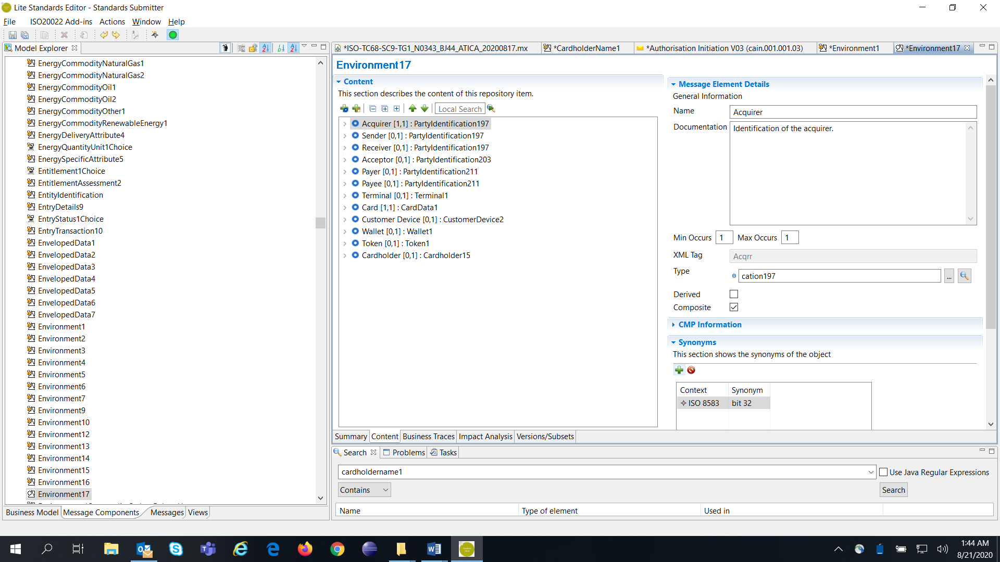 Lite Standards Editor - Standards Submitter
File ISO20022 Add-ins Actions Window Help
Model Explorer
EnergyCommodityNaturalGas1
EnergyCommodityNaturalGas2
EnergyCommodityOil1
EnergyCommodityOil2
EnergyCommodityOther1
EnergyCommodityRenewableEnergy1
EnergyDeliveryAttribute4
EnergyQuantityUnit1Choice
EnergySpecificAttribute5
Entitlement1Choice
EntitlementAssessment2
EntityIdentification
EntryDetails9
EntryStatus1Choice
EntryTransaction10
EnvelopedData1
EnvelopedData2
EnvelopedData3
EnvelopedData4
EnvelopedData5
EnvelopedData6
EnvelopedData7
Environment1
Environment2
Environment3
Environment4
Environment5
Environment6
Environment7
Environment9
Environment10
Environment12
Environment13
Environment14
Environment15
Environment16
Environment17
Business Model Message Components Messages Views
*ISO-TC68-SC9-TG1_N0343_BJ44_ATICA_20200817.mx *CardholderName1 *Authorisation Initiation V03 (cain.001.001.03) *Environment1 *Environment17
Environment17
Content
This section describes the content of this repository item.
Local Search
Acquirer [1,1] : PartyIdentification197
Sender [0,1] : PartyIdentification197
Receiver [0,1] : PartyIdentification197
Acceptor [0,1] : PartyIdentification203
Payer [0,1] : PartyIdentification211
Payee [0,1] : PartyIdentification211
Terminal [0,1] : Terminal1
Card [1,1] : CardData1
Customer Device [0,1] : CustomerDevice2
Wallet [0,1] : Wallet1
Token [0,1] : Token1
Cardholder [0,1] : Cardholder15
Summary Content Business Traces Impact Analysis Versions/Subsets
Message Element Details
General Information
Name Acquirer
Documentation Identification of the acquirer.
Min Occurs 1 Max Occurs 1
XML Tag Acqrr
Type cation197 ...
Derived
Composite
CMP Information
Synonyms
This section shows the synonyms of the object
Context Synonym
ISO 8583 bit 32
Search Problems Tasks
cardholdername1 Use Java Regular Expressions
Contains Search
Name Type of element Used in
1:44 AM
8/21/2020